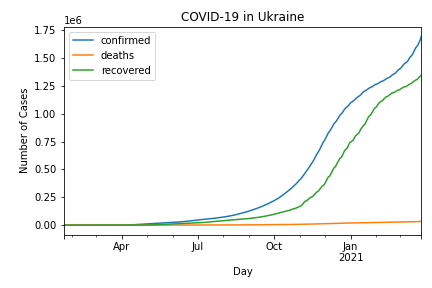 COVID-19 in Ukraine
1e6
confirmed
deaths
recovered
1.75
1.50
1.25
1.00
0.75
0.50
0.25
0.00
Number of Cases
Apr
Jul
Oct
Jan
2021
Day